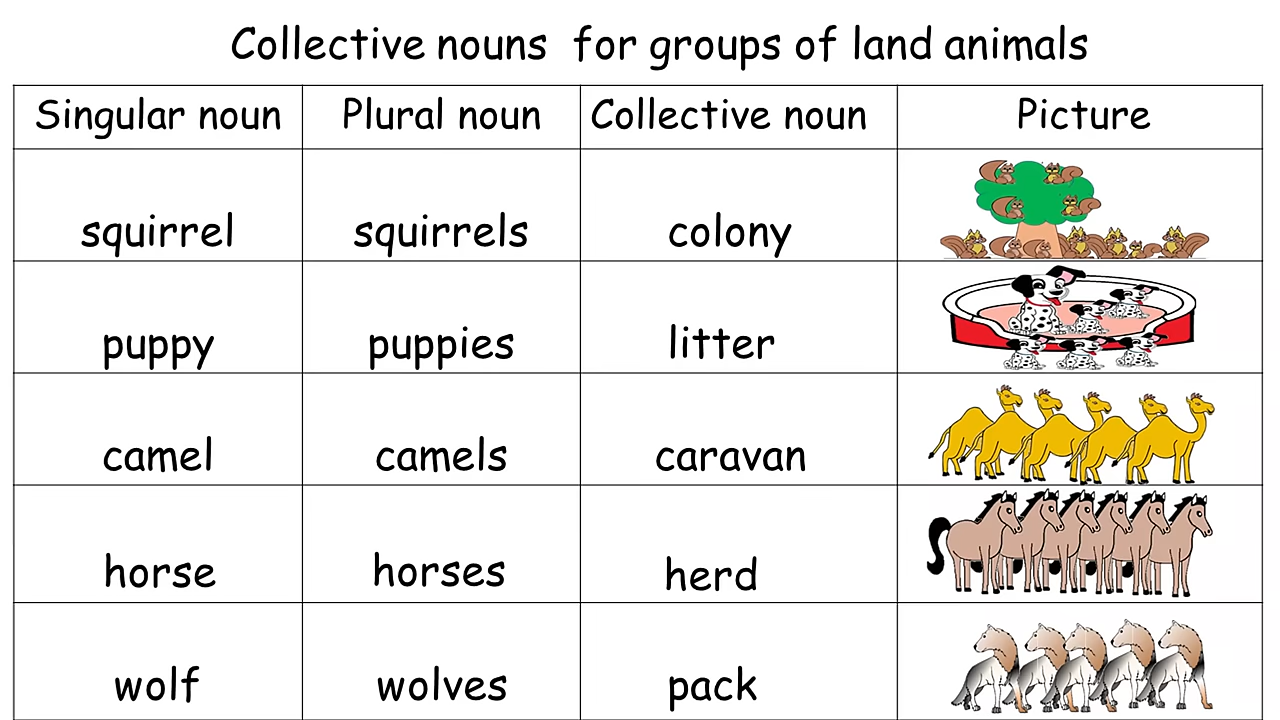 Collective nouns for groups of land animals
Singular noun Plural noun Collective noun Picture
squirrel squirrels colony
puppy puppies litter
camel camels caravan
horse horses herd
wolf wolves pack